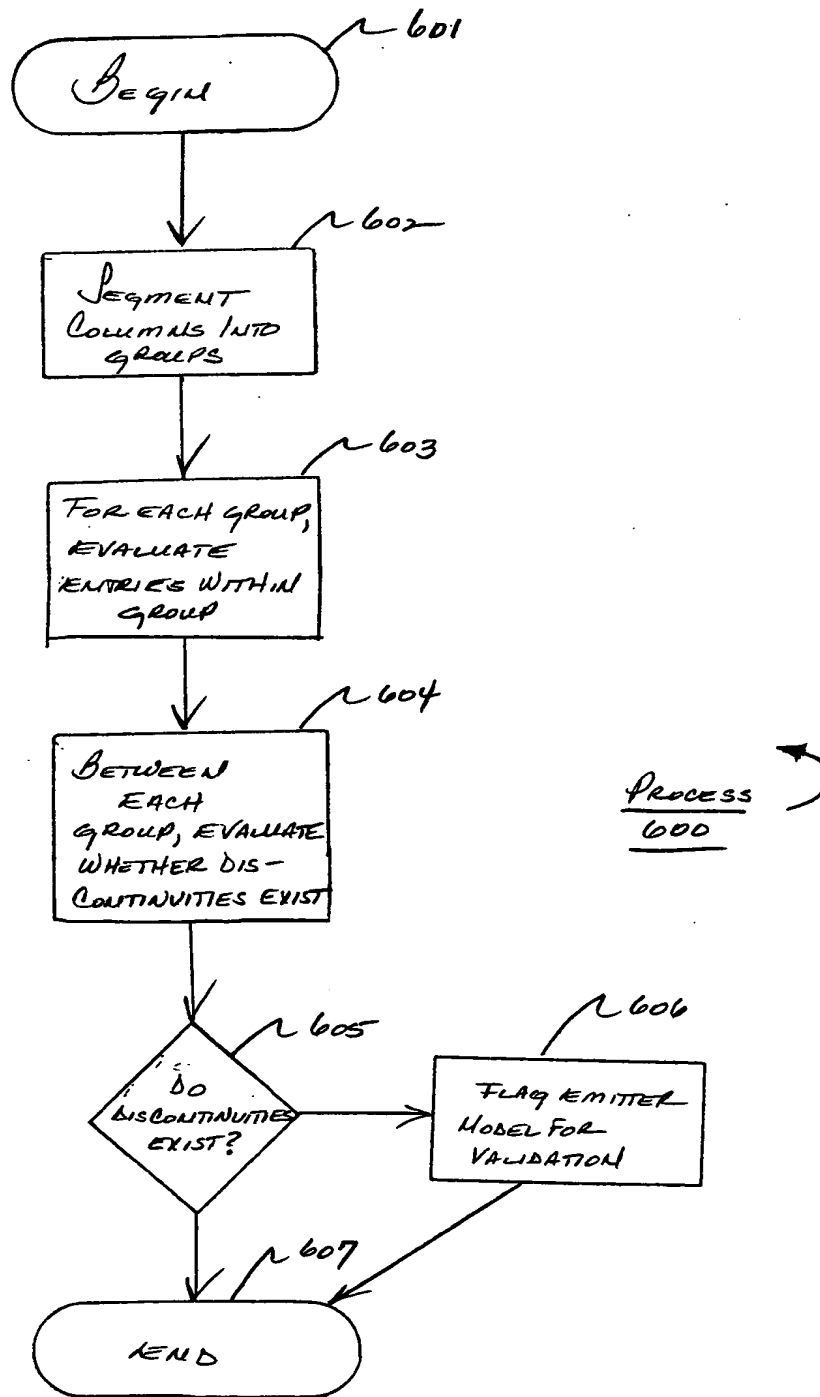 601
BEGIN
602
SEGMENT
COLUMNS INTO
GROUPS
603
FOR EACH GROUP,
EVALUATE
ENTRIES WITHIN
GROUP
604
BETWEEN
EACH
GROUP, EVALUATE
WHETHER DIS-
CONTINUITIES EXIST
PROCESS
600
605
DO
DISCONTINUITIES
EXIST?
606
FLAG EMITTER
MODEL FOR
VALIDATION
607
END